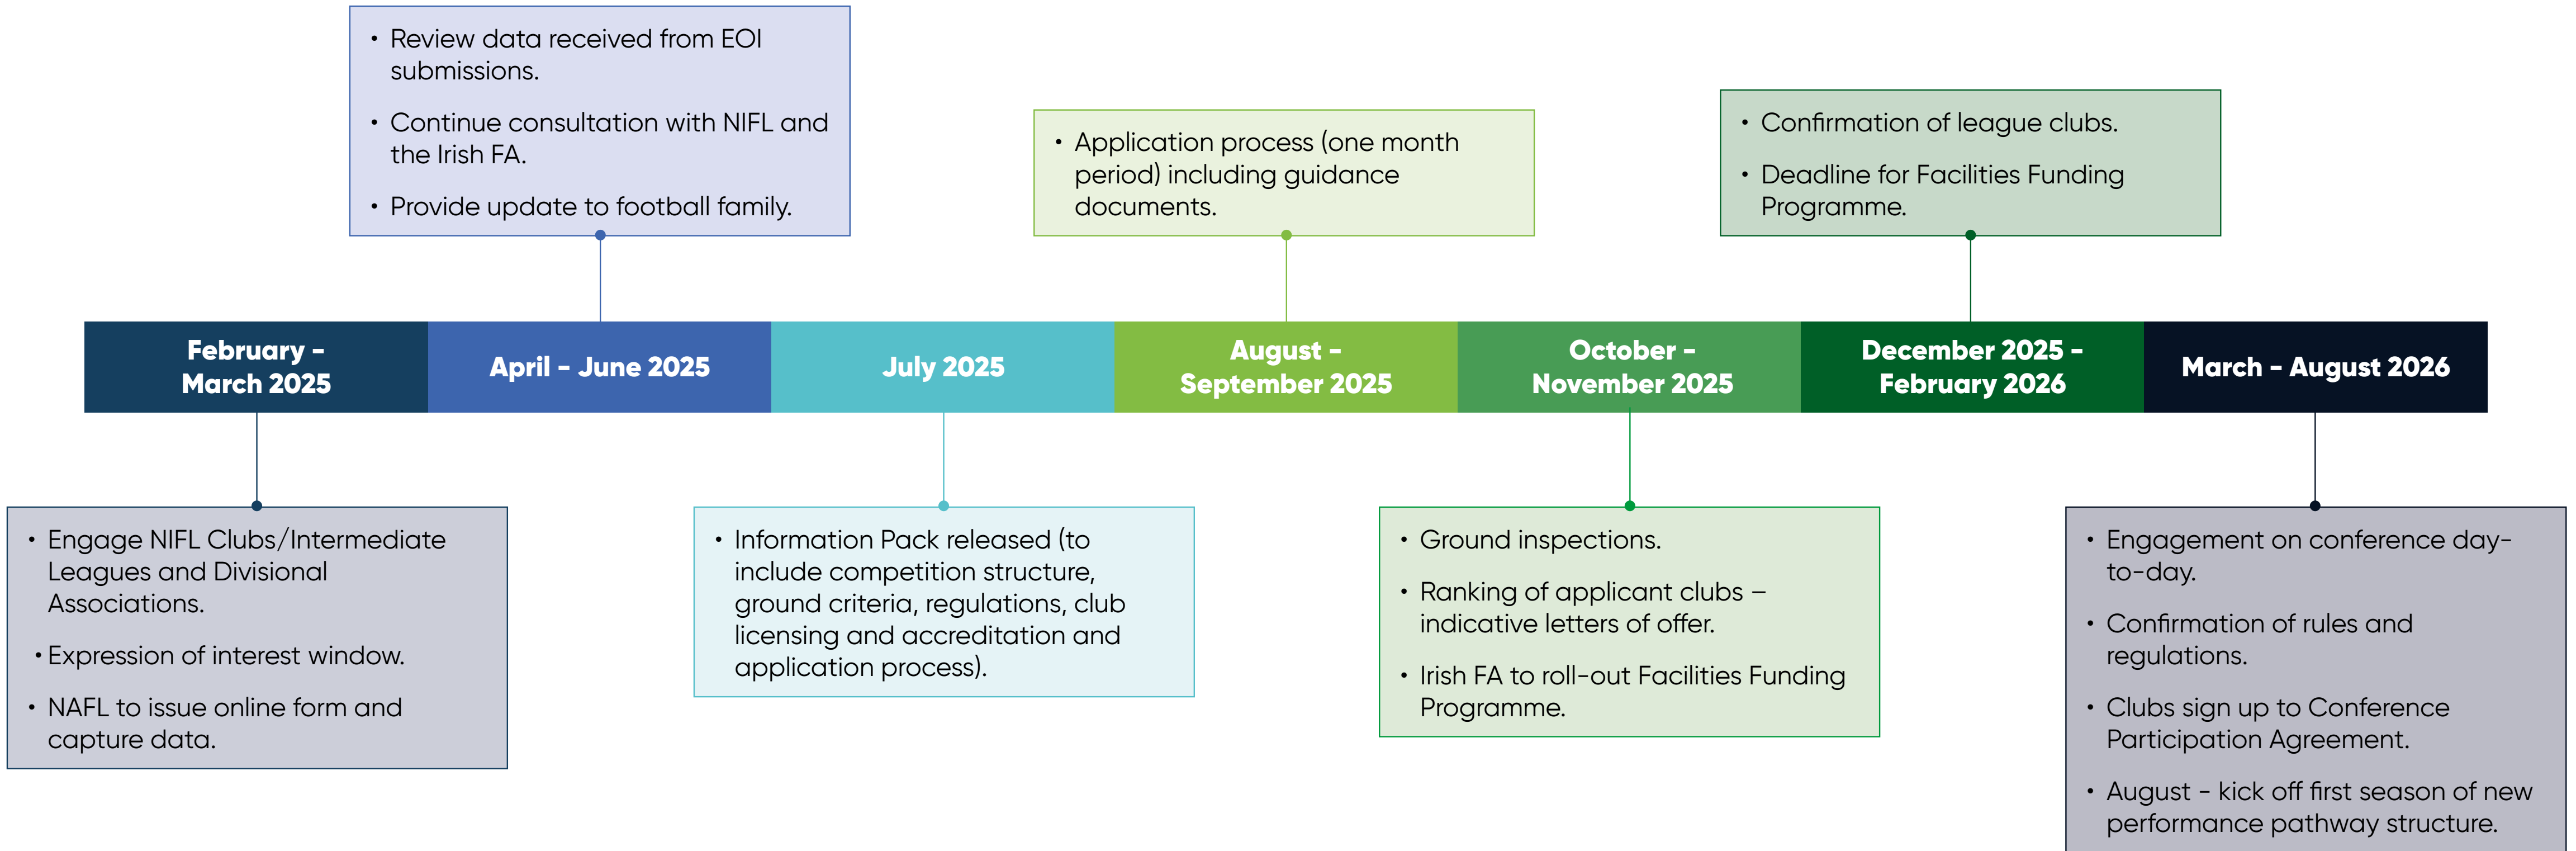 • Review data received from EOI
submissions.
• Continue consultation with NIFL and
the Irish FA.
• Provide update to football family.
• Application process (one month
period) including guidance
documents.
• Confirmation of league clubs.
• Deadline for Facilities Funding
Programme.
February -
March 2025
April - June 2025
July 2025
August -
September 2025
October -
November 2025
December 2025 -
February 2026
March - August 2026
• Engage NIFL Clubs/Intermediate
Leagues and Divisional
Associations.
• Expression of interest window.
• NAFL to issue online form and
capture data.
• Information Pack released (to
include competition structure,
ground criteria, regulations, club
licensing and accreditation and
application process).
• Ground inspections.
• Ranking of applicant clubs –
indicative letters of offer.
• Irish FA to roll-out Facilities Funding
Programme.
• Engagement on conference day-
to-day.
• Confirmation of rules and
regulations.
• Clubs sign up to Conference
Participation Agreement.
• August - kick off first season of new
performance pathway structure.